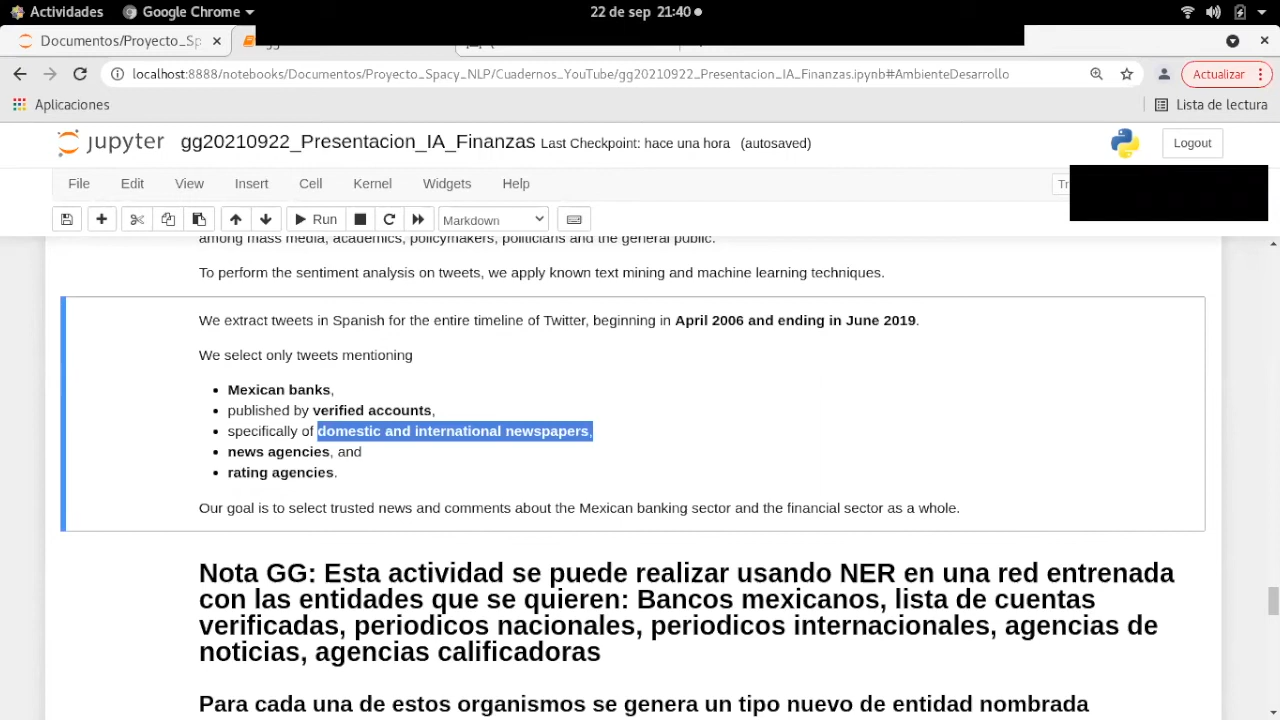 Actividades Google Chrome 22 de sep 21:40
Documentos/Proyecto_Sp
localhost:8888/notebooks/Documentos/Proyecto_Spacy_NLP/Cuadernos_YouTube/gg20210922_Presentacion_IA_Finanzas.ipynb#AmbienteDesarrollo Actualizar
Aplicaciones Lista de lectura
jupyter gg20210922_Presentacion_IA_Finanzas Last Checkpoint: hace una hora (autosaved) Logout
File Edit View Insert Cell Kernel Widgets Help
Run Markdown
among mass media, academics, policymakers, politicians and the general public.
To perform the sentiment analysis on tweets, we apply known text mining and machine learning techniques.
We extract tweets in Spanish for the entire timeline of Twitter, beginning in April 2006 and ending in June 2019.
We select only tweets mentioning
• Mexican banks,
• published by verified accounts,
• specifically of domestic and international newspapers,
• news agencies, and
• rating agencies.
Our goal is to select trusted news and comments about the Mexican banking sector and the financial sector as a whole.
Nota GG: Esta actividad se puede realizar usando NER en una red entrenada
con las entidades que se quieren: Bancos mexicanos, lista de cuentas
verificadas, periodicos nacionales, periodicos internacionales, agencias de
noticias, agencias calificadoras
Para cada una de estos organismos se genera un tipo nuevo de entidad nombrada